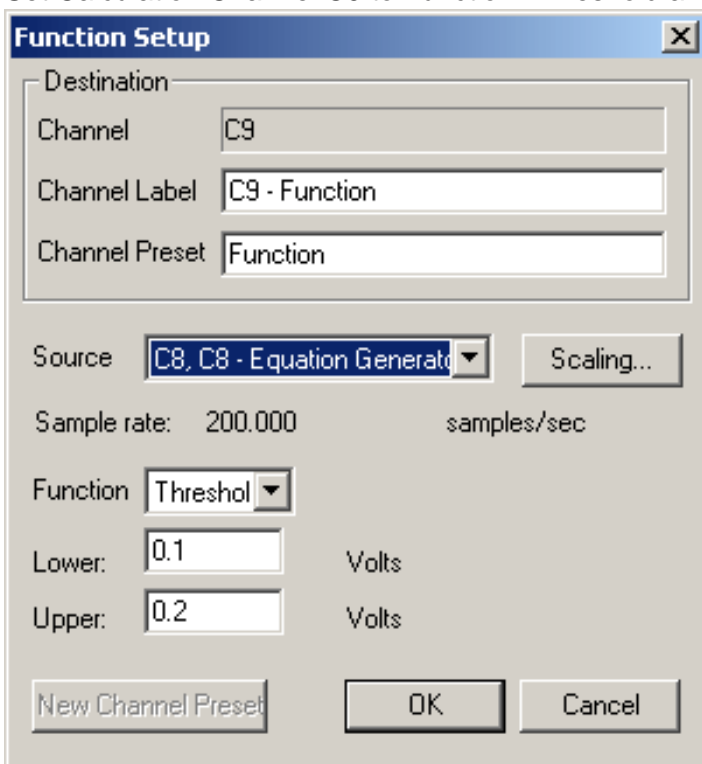 Function Setup
Destination
Channel C9
Channel Label C9 - Function
Channel Preset Function
Source C8, C8 - Equation Generato Scaling...
Sample rate: 200.000 samples/sec
Function Threshol
Lower: 0.1 Volts
Upper: 0.2 Volts
New Channel Preset OK Cancel